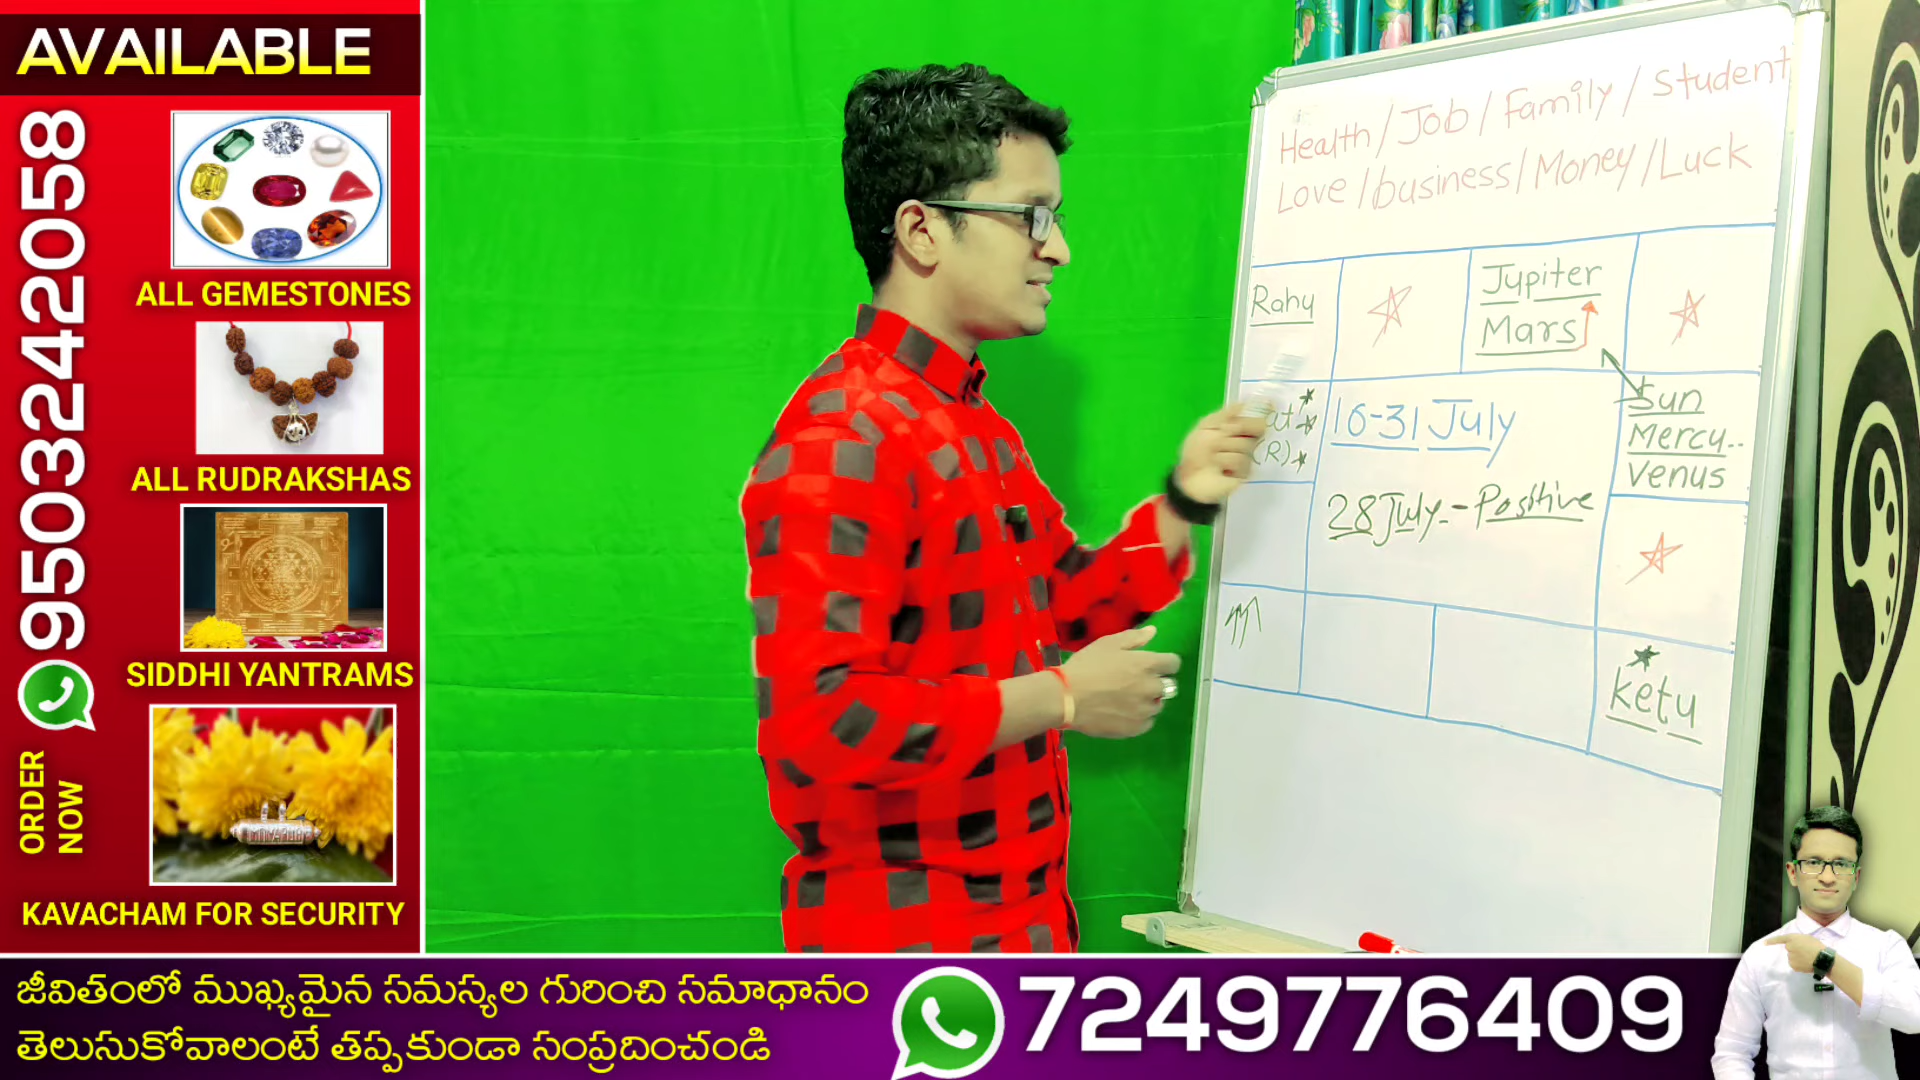 AVAILABLE
9503242058
ORDER
NOW
ALL GEMESTONES
ALL RUDRAKSHAS
SIDDHI YANTRAMS
KAVACHAM FOR SECURITY
Health / Job / Family / Student
Love / business / Money / Luck
Rahu
Jupiter
Mars
at
(R)
16-31 July
28 July - Positive
Sun
Mercu..
Venus
Ketu
జీవితంలో ముఖ్యమైన సమస్యల గురించి సమాధానం
తెలుసుకోవాలంటే తప్పకుండా సంప్రదించండి
7249776409